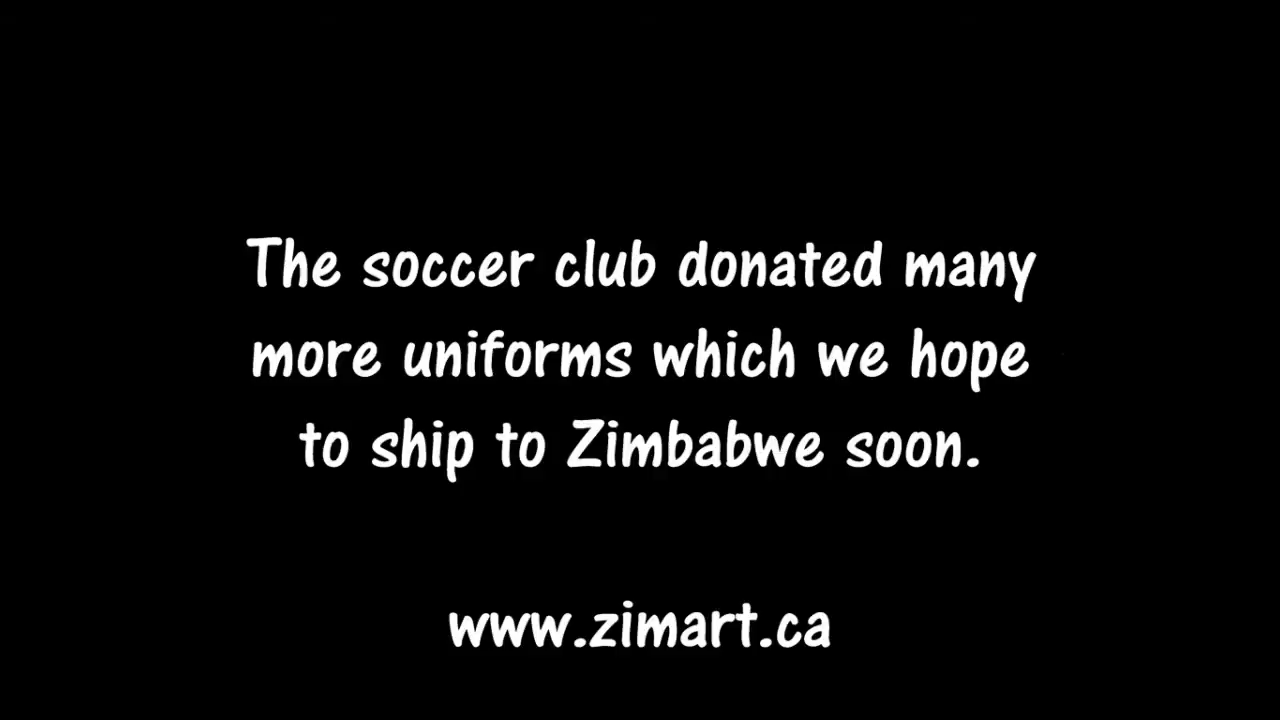 The soccer club donated many
more uniforms which we hope
to ship to Zimbabwe soon.
www.zimart.ca